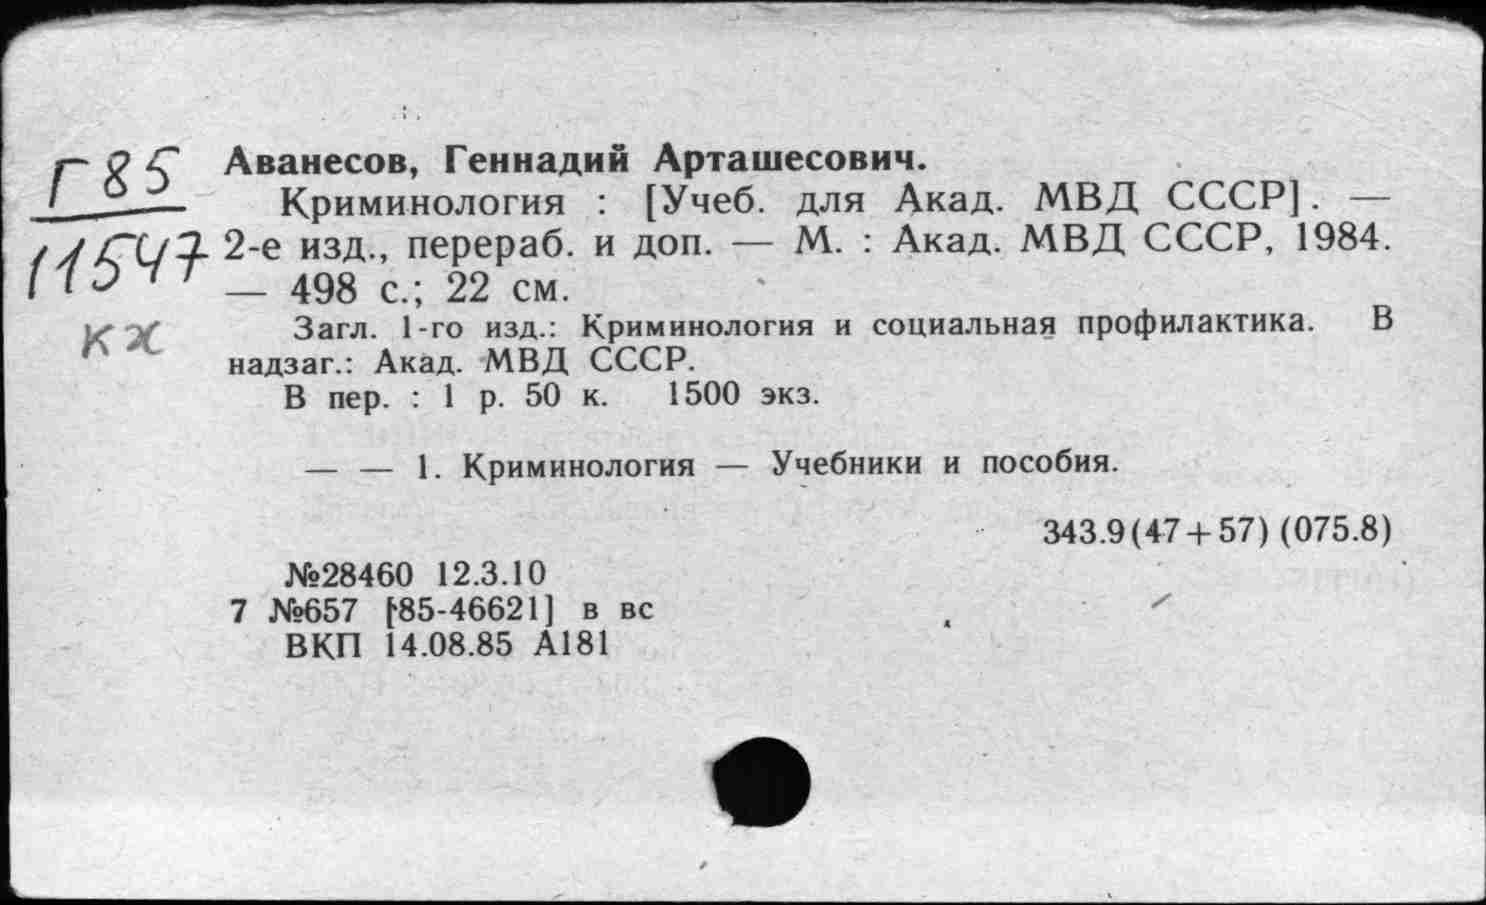 Г85
11547
кх
Аванесов, Геннадий Арташесович.
Криминология : [Учеб. для Акад. МВД СССР]. —
2-е изд., перераб. и доп. — М. : Акад. МВД СССР, 1984.
— 498 с.; 22 см.
Загл. 1-го изд.: Криминология и социальная профилактика. В
надзаг.: Акад. МВД СССР.
В пер. : 1 р. 50 к. 1500 экз.
— — 1. Криминология — Учебники и пособия.
343.9(47+57) (075.8)
№28460 12.3.10
7 №657 [85-46621] в вс
ВКП 14.08.85 А181